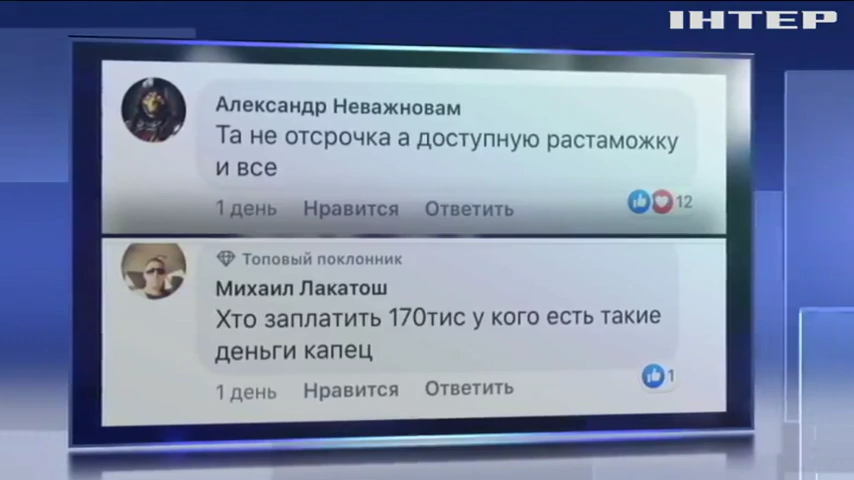 ІНТЕР
Александр Неважновам
Та не отсрочка а доступную растаможку
и все
1 день Нравится Ответить 12
Топовый поклонник
Михаил Лакатош
Хто заплатить 170тис у кого есть такие
деньги капец
1 день Нравится Ответить 1